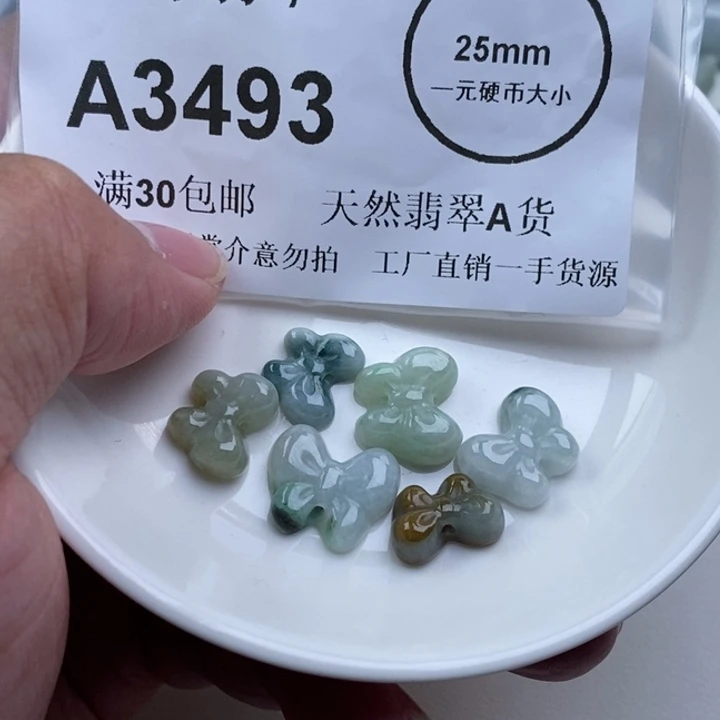 25mm
一元硬币大小
A3493
满30包邮 天然翡翠A货
介意勿拍 工厂直销一手货源